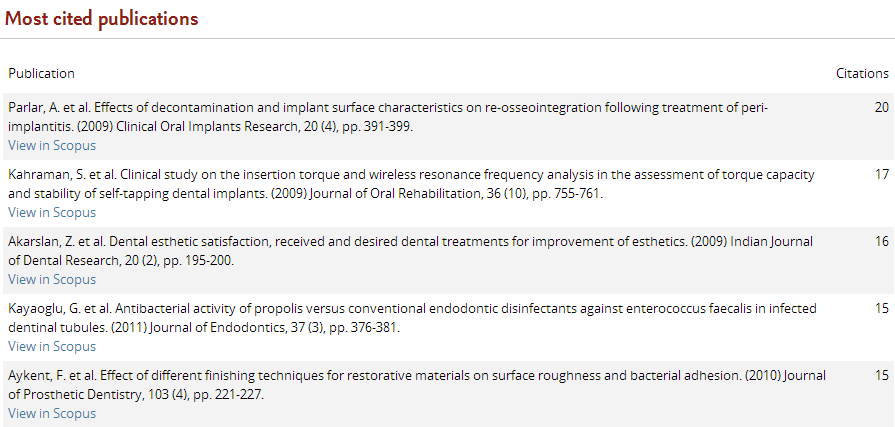 Most cited publications
Publication Citations
Parlar, A. et al. Effects of decontamination and implant surface characteristics on re-osseointegration following treatment of peri- 20
implantitis. (2009) Clinical Oral Implants Research, 20 (4), pp. 391-399.
View in Scopus
Kahraman, S. et al. Clinical study on the insertion torque and wireless resonance frequency analysis in the assessment of torque capacity 17
and stability of self-tapping dental implants. (2009) Journal of Oral Rehabilitation, 36 (10), pp. 755-761.
View in Scopus
Akarslan, Z. et al. Dental esthetic satisfaction, received and desired dental treatments for improvement of esthetics. (2009) Indian Journal 16
of Dental Research, 20 (2), pp. 195-200.
View in Scopus
Kayaoglu, G. et al. Antibacterial activity of propolis versus conventional endodontic disinfectants against enterococcus faecalis in infected 15
dentinal tubules. (2011) Journal of Endodontics, 37 (3), pp. 376-381.
View in Scopus
Aykent, F. et al. Effect of different finishing techniques for restorative materials on surface roughness and bacterial adhesion. (2010) Journal 15
of Prosthetic Dentistry, 103 (4), pp. 221-227.
View in Scopus